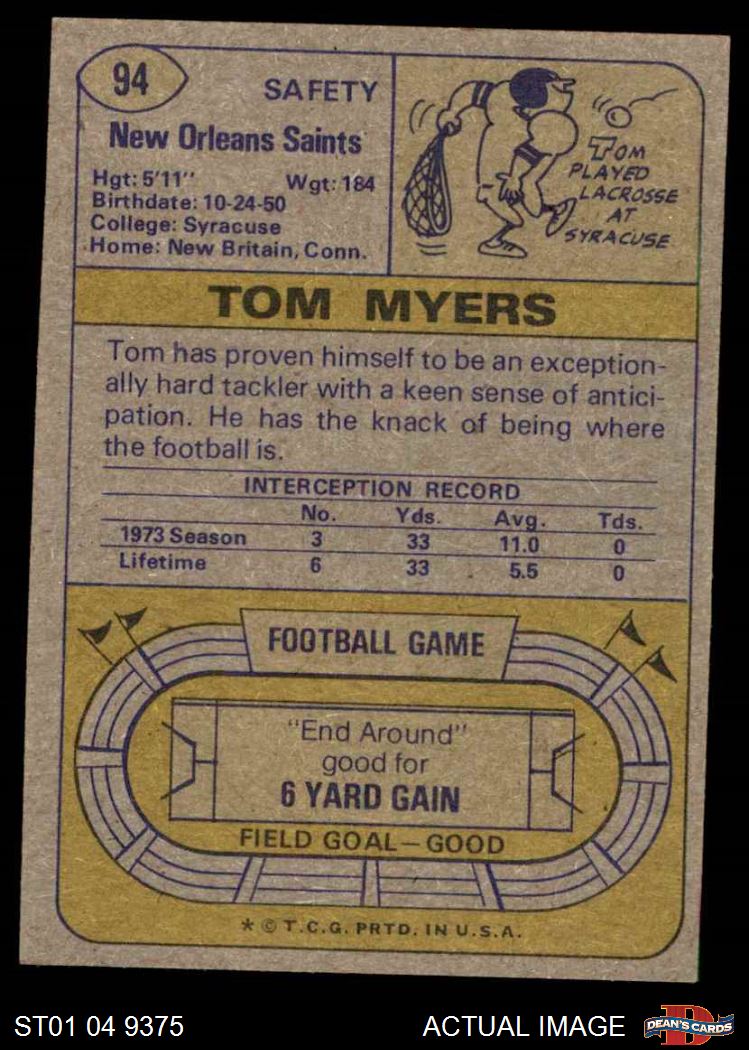 94
SAFETY
New Orleans Saints
Hgt: 5'11" Wgt: 184
Birthdate: 10-24-50
College: Syracuse
Home: New Britain, Conn.
TOM
PLAYED
LACROSSE
AT
SYRACUSE
TOM MYERS
Tom has proven himself to be an exception-
ally hard tackler with a keen sense of antici-
pation. He has the knack of being where
the football is.
INTERCEPTION RECORD
No. Yds. Avg. Tds.
1973 Season 3 33 11.0 0
Lifetime 6 33 5.5 0
FOOTBALL GAME
"End Around"
good for
6 YARD GAIN
FIELD GOAL—GOOD
* © T.C.G. PRTD. IN U.S.A.
ST01 04 9375
ACTUAL IMAGE
D
DEAN'S CARDS